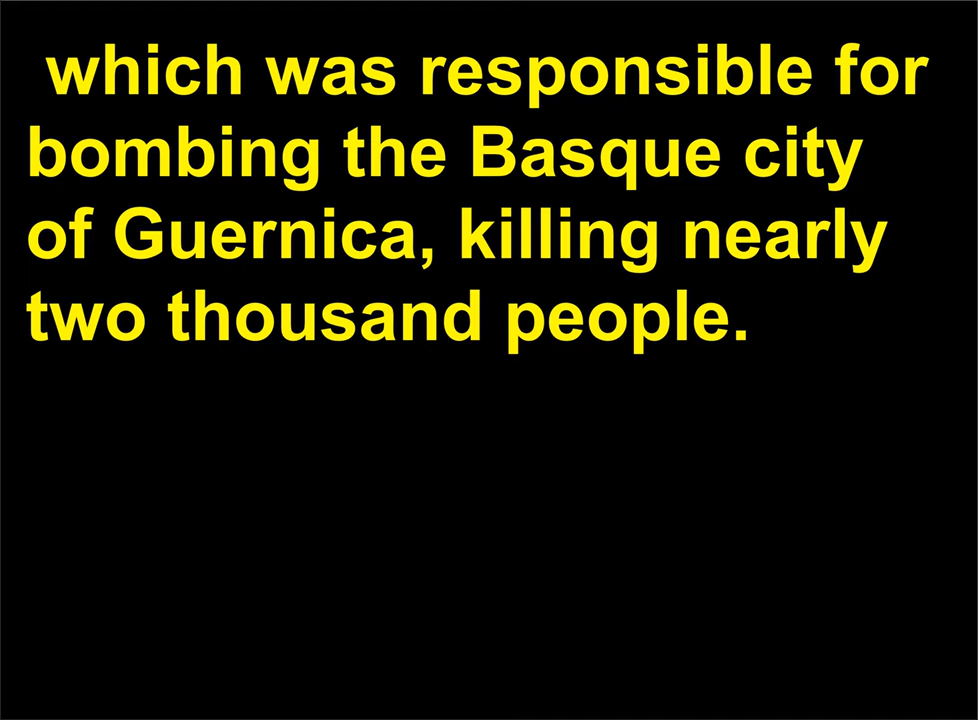 which was responsible for
bombing the Basque city
of Guernica, killing nearly
two thousand people.